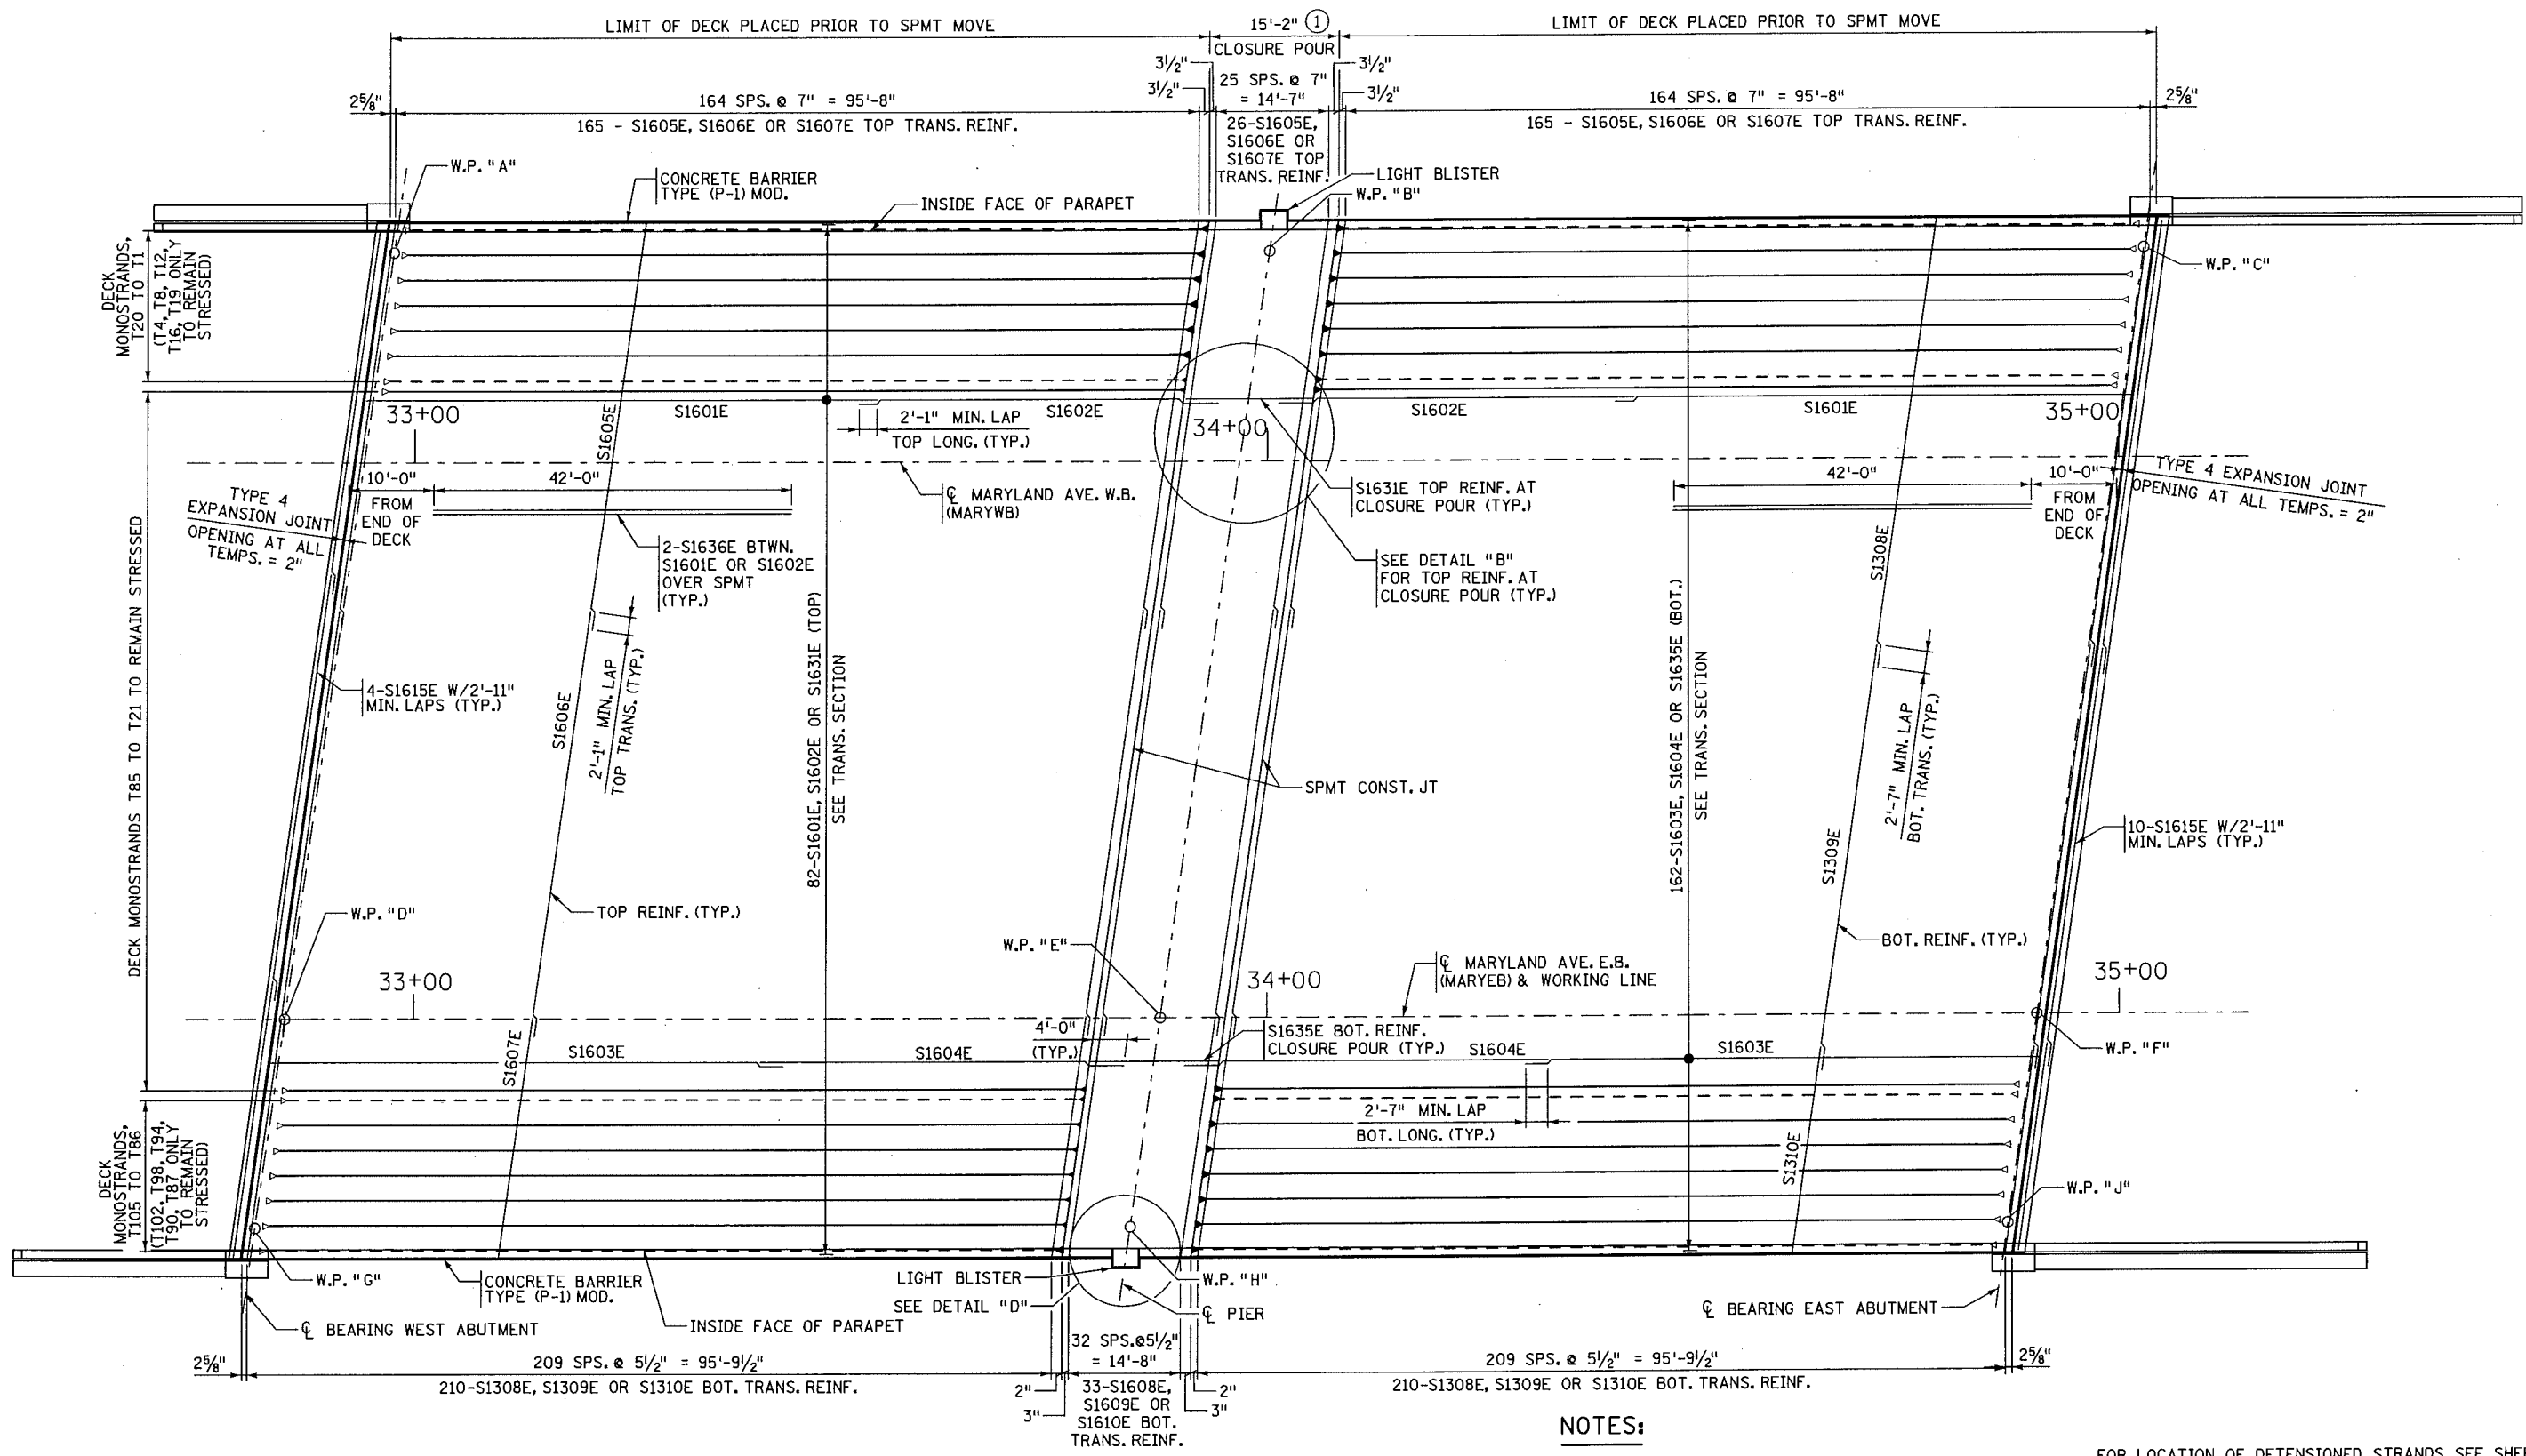 LIMIT OF DECK PLACED PRIOR TO SPMT MOVE
15'-2" 1
CLOSURE POUR
LIMIT OF DECK PLACED PRIOR TO SPMT MOVE
3½"
3½"
3½"
3½"
25 SPS. @ 7"
= 14'-7"
26-S1605E,
S1606E OR
S1607E TOP
TRANS. REINF.
2⅝"
164 SPS. @ 7" = 95'-8"
165 - S1605E, S1606E OR S1607E TOP TRANS. REINF.
164 SPS. @ 7" = 95'-8"
165 - S1605E, S1606E OR S1607E TOP TRANS. REINF.
2⅝"
W.P. "A"
CONCRETE BARRIER
TYPE (P-1) MOD.
INSIDE FACE OF PARAPET
LIGHT BLISTER
W.P. "B"
W.P. "C"
DECK
MONOSTRANDS,
T20 TO T1
(T4, T8, T12,
T16, T19 ONLY
TO REMAIN
STRESSED)
33+00
S1605E
S1601E
2'-1" MIN. LAP
TOP LONG. (TYP.)
S1602E
34+00
S1602E
S1601E
35+00
TYPE 4
EXPANSION JOINT
OPENING AT ALL
TEMPS. = 2"
10'-0"
FROM
END OF
DECK
42'-0"
℄ MARYLAND AVE. W.B.
(MARYWB)
S1631E TOP REINF. AT
CLOSURE POUR (TYP.)
42'-0"
10'-0"
FROM
END OF
DECK
TYPE 4 EXPANSION JOINT
OPENING AT ALL TEMPS. = 2"
2-S1636E BTWN.
S1601E OR S1602E
OVER SPMT
(TYP.)
SEE DETAIL "B"
FOR TOP REINF. AT
CLOSURE POUR (TYP.)
S1308E
DECK MONOSTRANDS T85 TO T21 TO REMAIN STRESSED
4-S1615E W/2'-11"
MIN. LAPS (TYP.)
S1606E
2'-1" MIN. LAP
TOP TRANS. (TYP.)
82-S1601E, S1602E OR S1631E (TOP)
SEE TRANS. SECTION
SPMT CONST. JT
162-S1603E, S1604E OR S1635E (BOT.)
SEE TRANS. SECTION
2'-7" MIN. LAP
BOT. TRANS. (TYP.)
S1309E
10-S1615E W/2'-11"
MIN. LAPS (TYP.)
W.P. "D"
TOP REINF. (TYP.)
W.P. "E"
BOT. REINF. (TYP.)
33+00
34+00
℄ MARYLAND AVE. E.B.
(MARYEB) & WORKING LINE
35+00
S1607E
S1603E
S1604E
4'-0"
(TYP.)
S1635E BOT. REINF.
CLOSURE POUR (TYP.)
S1604E
S1603E
W.P. "F"
2'-7" MIN. LAP
BOT. LONG. (TYP.)
DECK
MONOSTRANDS,
T105 TO T86
(T102, T98, T94,
T90, T87 ONLY
TO REMAIN
STRESSED)
S1310E
W.P. "J"
W.P. "G"
CONCRETE BARRIER
TYPE (P-1) MOD.
LIGHT BLISTER
SEE DETAIL "D"
W.P. "H"
℄ PIER
℄ BEARING WEST ABUTMENT
INSIDE FACE OF PARAPET
℄ BEARING EAST ABUTMENT
2⅝"
209 SPS. @ 5½" = 95'-9½"
210-S1308E, S1309E OR S1310E BOT. TRANS. REINF.
32 SPS.@5½"
= 14'-8"
33-S1608E,
S1609E OR
S1610E BOT.
TRANS. REINF.
2"
3"
2"
3"
209 SPS. @ 5½" = 95'-9½"
210-S1308E, S1309E OR S1310E BOT. TRANS. REINF.
2⅝"
NOTES:
FOR LOCATION OF DETENSIONED STRANDS SEE